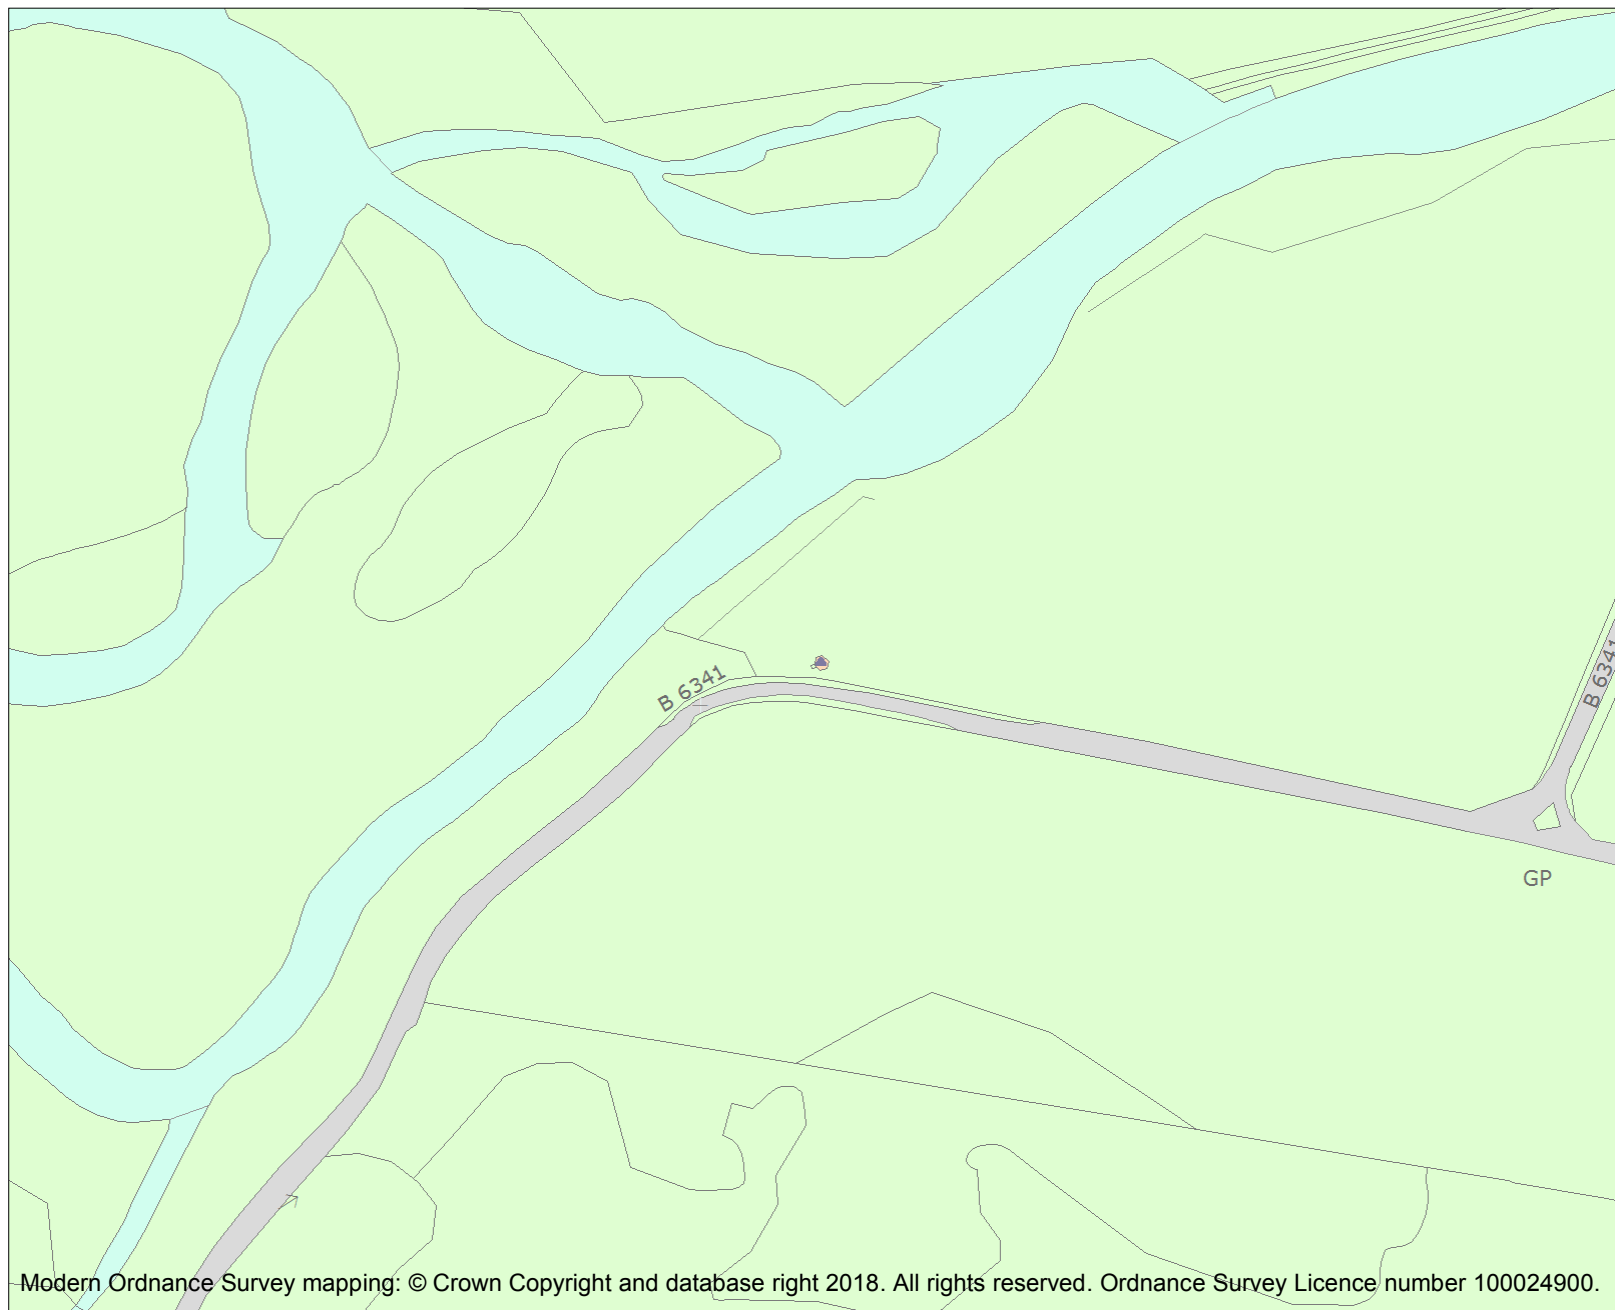 B 6341
B 6341
GP
Modern Ordnance Survey mapping: © Crown Copyright and database right 2018. All rights reserved. Ordnance Survey Licence number 100024900.